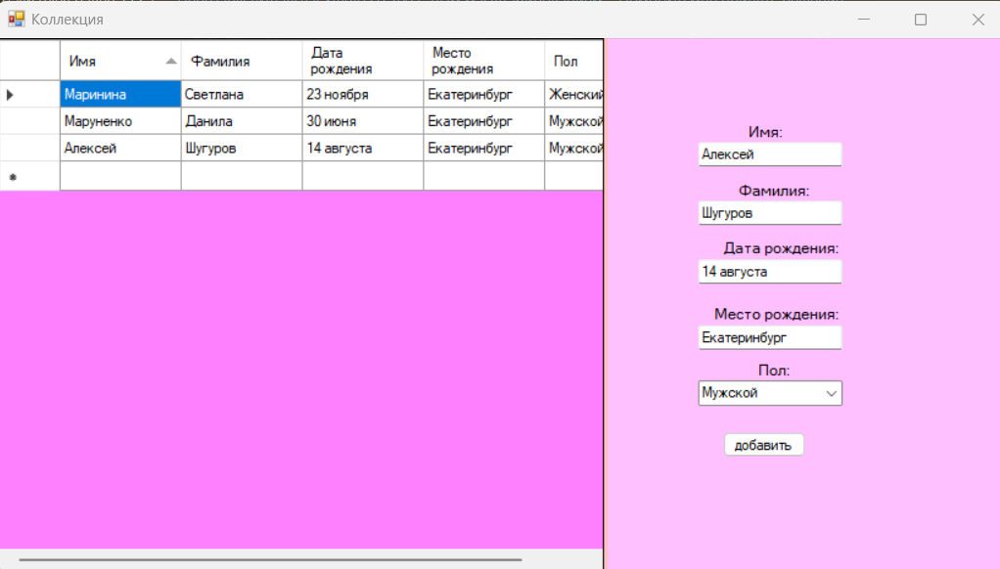 Коллекция
Имя Фамилия Дата рождения Место рождения Пол
Маринина Светлана 23 ноября Екатеринбург Женский
Маруненко Данила 30 июня Екатеринбург Мужской
Алексей Шугуров 14 августа Екатеринбург Мужской
Имя:
Алексей
Фамилия:
Шугуров
Дата рождения:
14 августа
Место рождения:
Екатеринбург
Пол:
Мужской
добавить